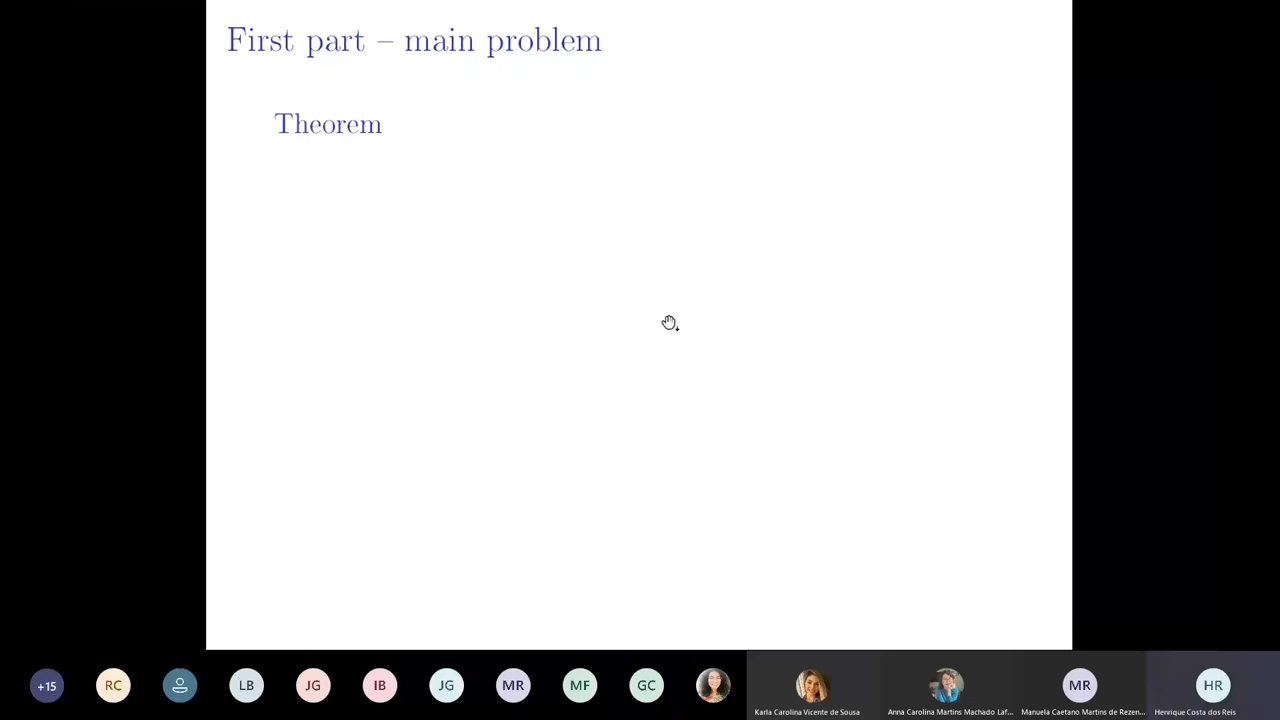 First part – main problem
Theorem
+15
RC
LB
JG
IB
JG
MR
MF
GC
MR
HR
Karla Carolina Vicente de Sousa
Anna Carolina Martins Machado Laf...
Manuela Caetano Martins de Rezen...
Henrique Costa dos Reis